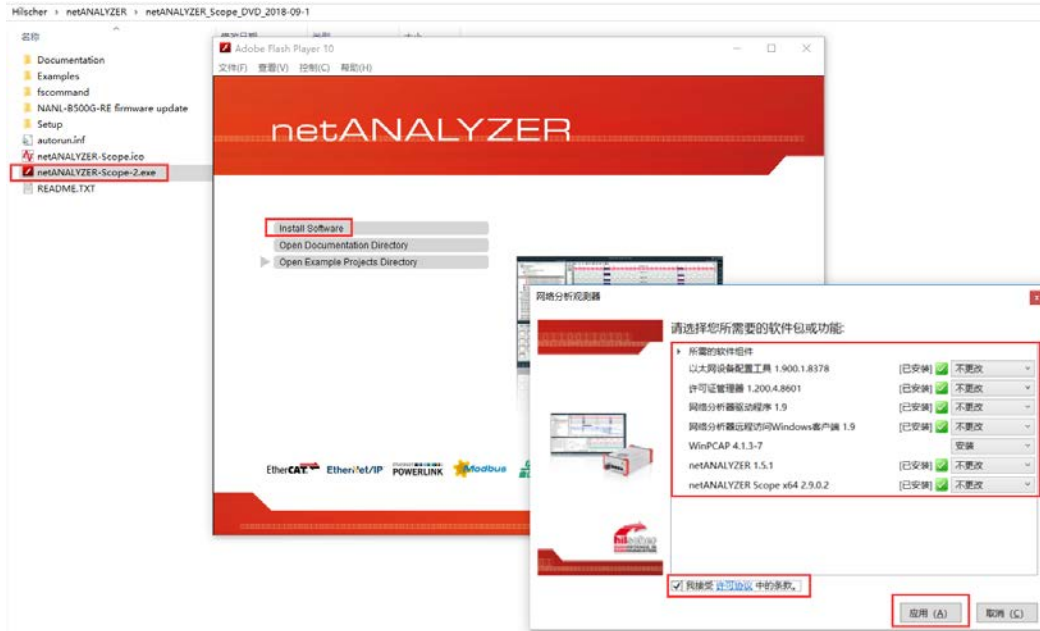 Hilscher › netANALYZER › netANALYZER_Scope_DVD_2018-09-1
名称
Documentation
Examples
fscommand
NANL-B500G-RE firmware update
Setup
autorun.inf
netANALYZER-Scope.ico
netANALYZER-Scope-2.exe
README.TXT
Adobe Flash Player 10
文件(F) 查看(V) 控制(C) 帮助(H)
netANALYZER
Install Software
Open Documentation Directory
Open Example Projects Directory
EtherCAT EtherNet/IP POWERLINK Modbus
网络分析观测器
请选择您所需要的软件包或功能:
所需的软件组件
以太网设备配置工具 1.900.1.8378 [已安装] 不更改
许可证管理器 1.200.4.8601 [已安装] 不更改
网络分析器驱动程序 1.9 [已安装] 不更改
网络分析器远程访问Windows客户端 1.9 [已安装] 不更改
WinPCAP 4.1.3-7 安装
netANALYZER 1.5.1 [已安装] 不更改
netANALYZER Scope x64 2.9.0.2 [已安装] 不更改
hilscher
我接受 许可协议 中的条款。
应用 (A) 取消 (C)